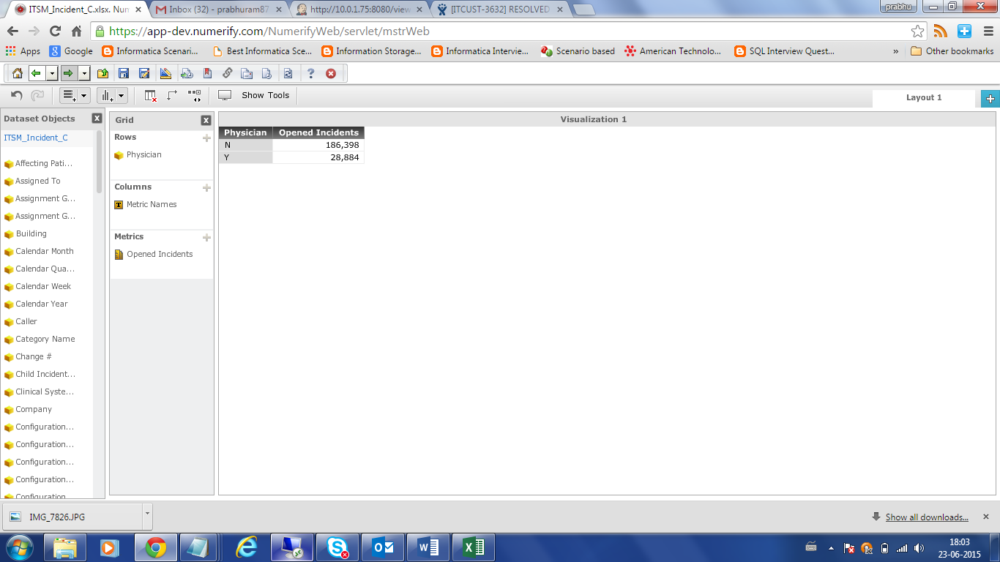 ITSM_Incident_C.xlsx. Num
Inbox (32) - prabhuram87
http://10.0.1.75:8080/view
[ITCUST-3632] RESOLVED
prabhu
https://app-dev.numerify.com/NumerifyWeb/servlet/mstrWeb
Apps
Google
Informatica Scenari...
Best Informatica Sce...
Information Storage...
Informatica Intervie...
Scenario based
American Technolo...
SQL Interview Quest...
»
Other bookmarks
Show Tools
Layout 1
Dataset Objects
ITSM_Incident_C
Affecting Pati...
Assigned To
Assignment G...
Assignment G...
Building
Calendar Month
Calendar Qua...
Calendar Week
Calendar Year
Caller
Category Name
Change #
Child Incident...
Clinical Syste...
Company
Configuration...
Configuration...
Configuration...
Configuration...
Configuration
Grid
Rows
Physician
Columns
Metric Names
Metrics
Opened Incidents
Visualization 1
Physician Opened Incidents
N 186,398
Y 28,884
IMG_7826.JPG
Show all downloads...
18:03
23-06-2015